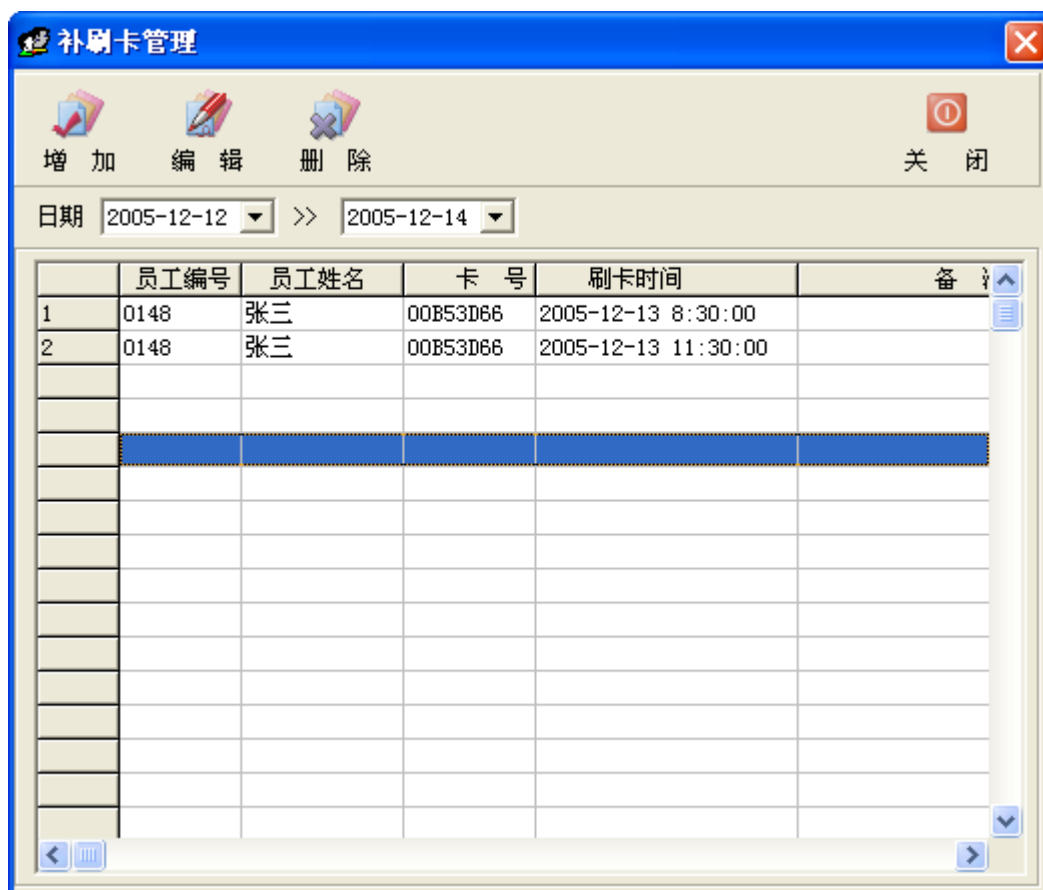 补刷卡管理
增 加 编 辑 删 除 关 闭
日期 2005-12-12 >> 2005-12-14
员工编号 员工姓名 卡 号 刷卡时间 备
1 0148 张三 00B53D66 2005-12-13 8:30:00
2 0148 张三 00B53D66 2005-12-13 11:30:00